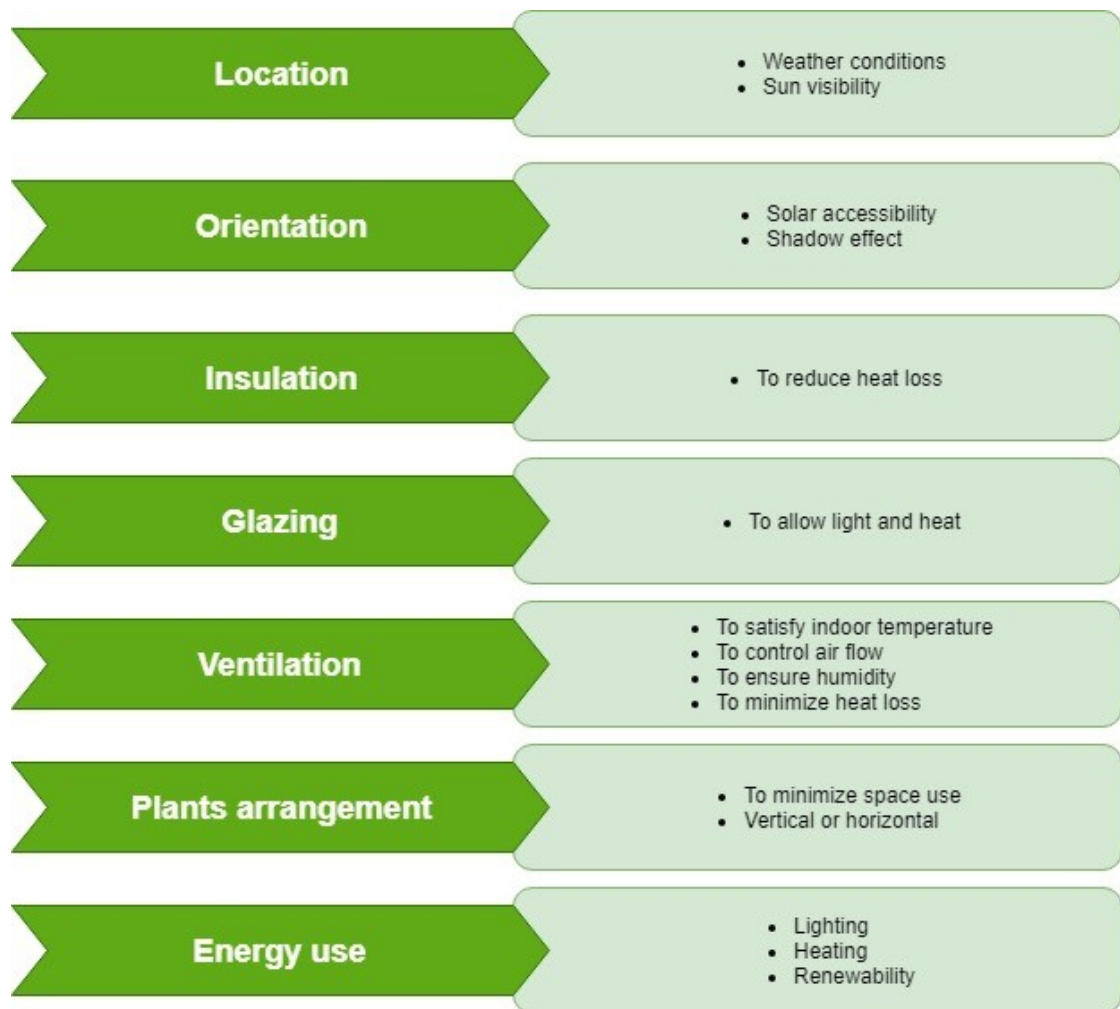 Location
• Weather conditions
• Sun visibility
Orientation
• Solar accessibility
• Shadow effect
Insulation
• To reduce heat loss
Glazing
• To allow light and heat
Ventilation
• To satisfy indoor temperature
• To control air flow
• To ensure humidity
• To minimize heat loss
Plants arrangement
• To minimize space use
• Vertical or horizontal
Energy use
• Lighting
• Heating
• Renewability